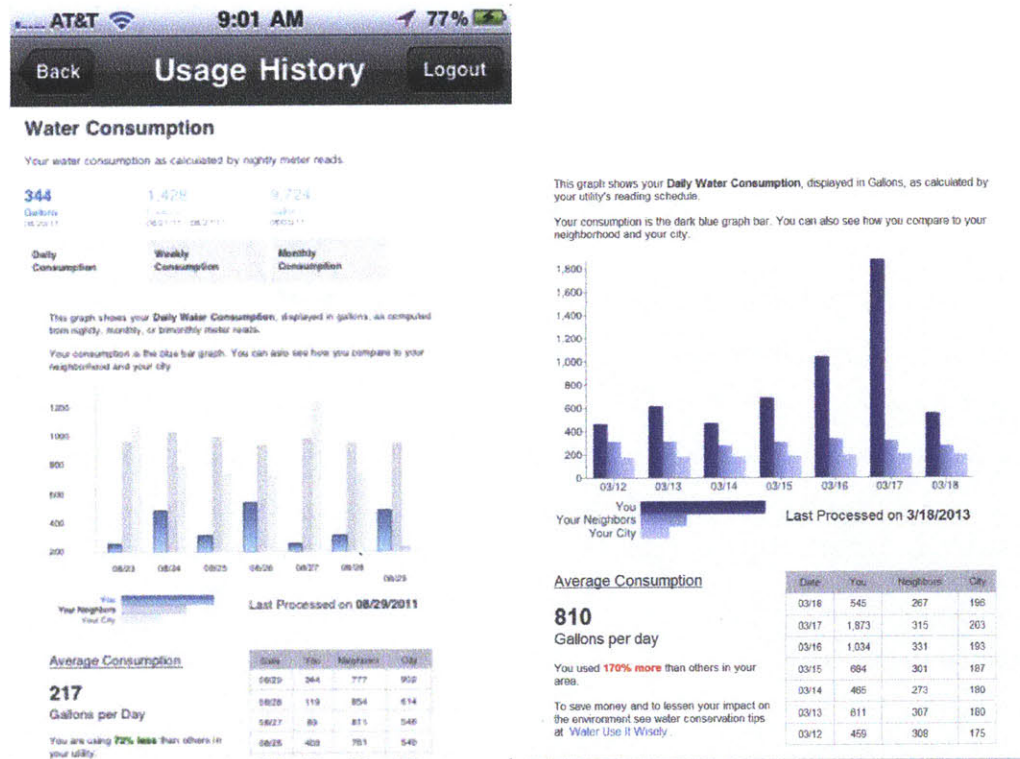 AT&T 9:01 AM 77%
Back Usage History Logout
Water Consumption
Your water consumption as calculated by nightly meter reads.
344 1,428 9,724
Gallons
Daily Consumption
Weekly Consumption
Monthly Consumption
This graph shows your Daily Water Consumption, displayed in gallons, as computed
from nightly, monthly, or bimonthly meter reads.
Your consumption is the blue bar graph. You can also see how you compare to your
neighborhood and your city
1200
1000
800
600
400
200
08/23 08/24 08/25 08/26 08/27 08/28
08/29
You
Your Neighbors
Your City
Last Processed on 08/29/2011
Average Consumption
217
Gallons per Day
You are using 72% less than others in
your utility.
Date You Neighbors City
08/29 344 777
08/28 119 854 614
08/27 89 815 546
This graph shows your Daily Water Consumption, displayed in Gallons, as calculated by
your utility's reading schedule.
Your consumption is the dark blue graph bar. You can also see how you compare to your
neighborhood and your city.
1,800
1,600
1,400
1,200
1,000
800
600
400
200
0
03/12 03/13 03/14 03/15 03/16 03/17 03/18
You
Your Neighbors
Your City
Last Processed on 3/18/2013
Average Consumption
810
Gallons per day
You used 170% more than others in your
area.
To save money and to lessen your impact on
the environment see water conservation tips
at Water Use It Wisely.
Date You Neighbors City
03/18 545 267 196
03/17 1,873 315 203
03/16 1,034 331 193
03/15 684 301 187
03/14 465 273 180
03/13 611 307 180
03/12 459 308 175